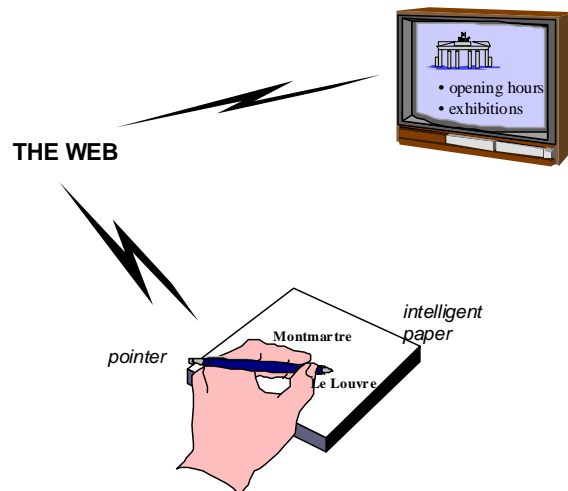 • opening hours
• exhibitions
THE WEB
intelligent
paper
Montmartre
pointer
Le Louvre